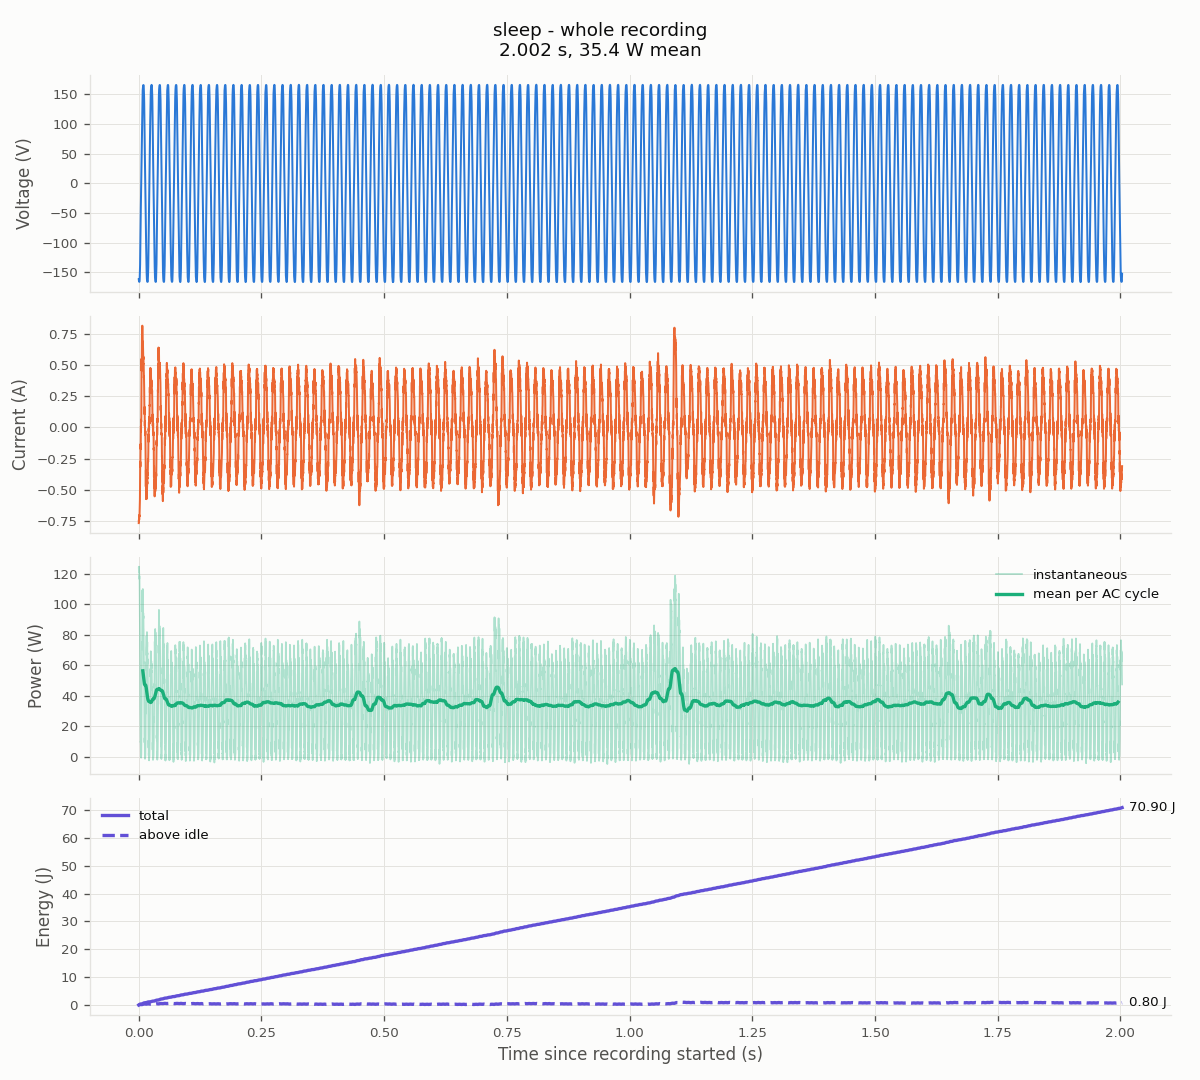 sleep - whole recording
2.002 s, 35.4 W mean
Voltage (V)
150
100
50
0
−50
−100
−150
Current (A)
0.75
0.50
0.25
0.00
−0.25
−0.50
−0.75
Power (W)
120
100
80
60
40
20
0
instantaneous
mean per AC cycle
Energy (J)
70
60
50
40
30
20
10
0
total
above idle
70.90 J
0.80 J
0.00 0.25 0.50 0.75 1.00 1.25 1.50 1.75 2.00
Time since recording started (s)